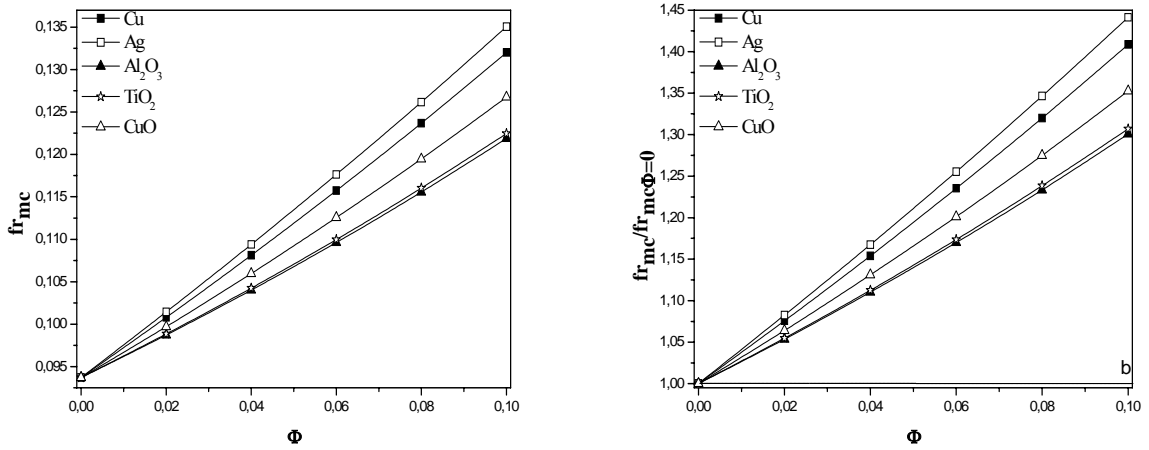 0,135
0,130
0,125
0,120
0,115
0,110
0,105
0,100
0,095
fr_mc
Cu
Ag
Al₂O₃
TiO₂
CuO
0,00 0,02 0,04 0,06 0,08 0,10
Φ
1,45
1,40
1,35
1,30
1,25
1,20
1,15
1,10
1,05
1,00
fr_mc/fr_mcΦ=0
Cu
Ag
Al₂O₃
TiO₂
CuO
b
0,00 0,02 0,04 0,06 0,08 0,10
Φ